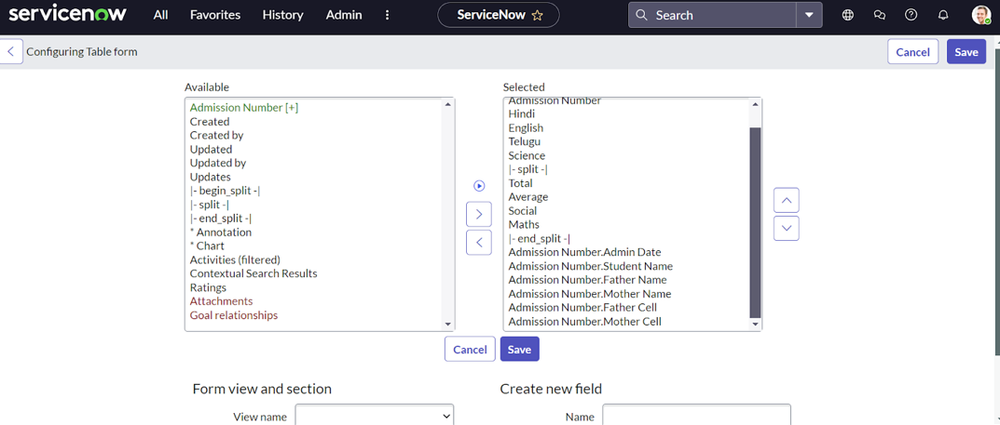 servicenow All Favorites History Admin ServiceNow Search
Configuring Table form Cancel Save
Available Selected
Admission Number [+]
Created
Created by
Updated
Updated by
Updates
|- begin_split -|
|- split -|
|- end_split -|
* Annotation
* Chart
Activities (filtered)
Contextual Search Results
Ratings
Attachments
Goal relationships
Admission Number
Hindi
English
Telugu
Science
|- split -|
Total
Average
Social
Maths
|- end_split -|
Admission Number.Admin Date
Admission Number.Student Name
Admission Number.Father Name
Admission Number.Mother Name
Admission Number.Father Cell
Admission Number.Mother Cell
Cancel Save
Form view and section Create new field
View name Name